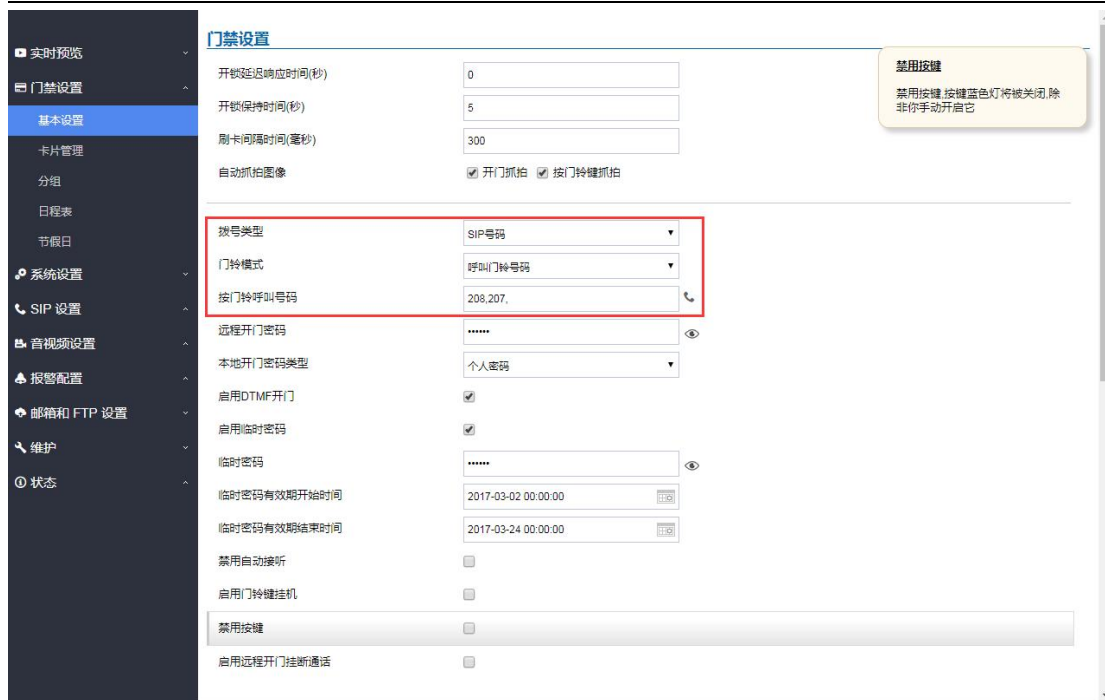 实时预览
门禁设置
基本设置
卡片管理
分组
日程表
节假日
系统设置
SIP 设置
音视频设置
报警配置
邮箱和 FTP 设置
维护
状态
门禁设置
开锁延迟响应时间(秒) 0
开锁保持时间(秒) 5
刷卡间隔时间(毫秒) 300
自动抓拍图像 开门抓拍 按门铃键抓拍
拨号类型 SIP号码
门铃模式 呼叫门铃号码
按门铃呼叫号码 208,207,
远程开门密码 ••••••
本地开门密码类型 个人密码
启用DTMF开门
启用临时密码
临时密码 ••••••
临时密码有效期开始时间 2017-03-02 00:00:00
临时密码有效期结束时间 2017-03-24 00:00:00
禁用自动接听
启用门铃键挂机
禁用按键
启用远程开门挂断通话
禁用按键
禁用按键,按键蓝色灯将被关闭,除
非你手动开启它